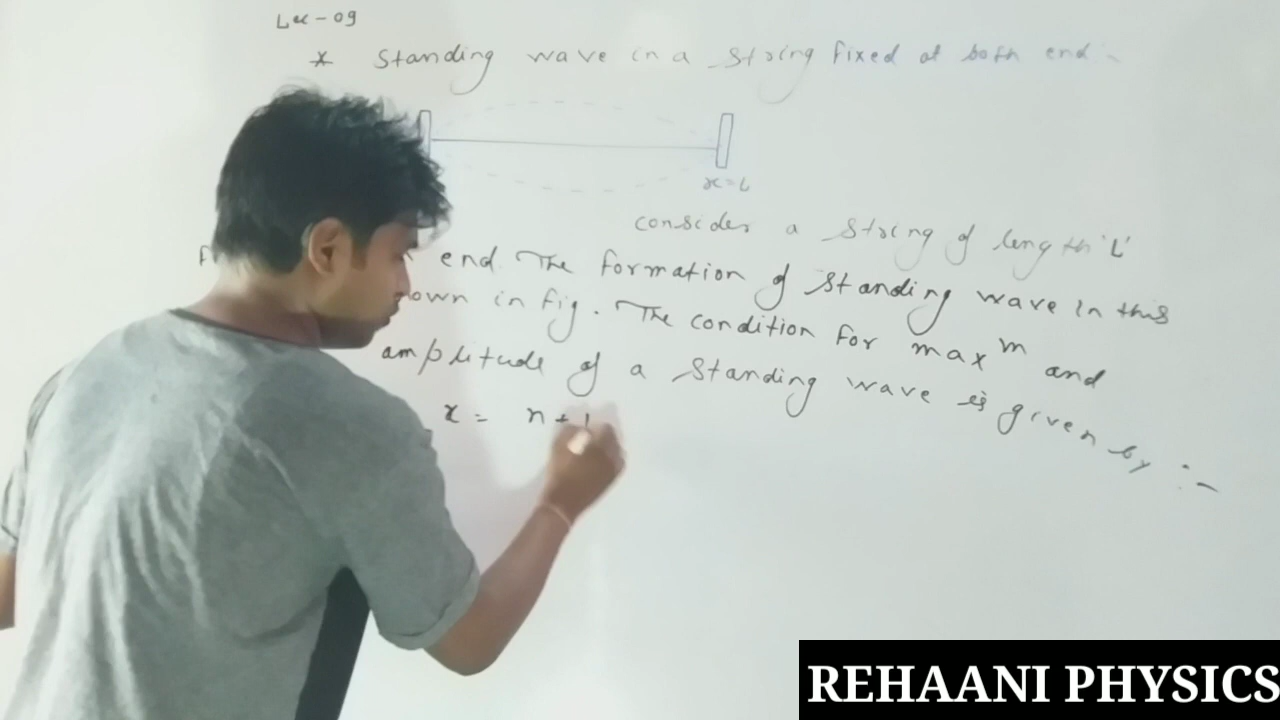 Lec-09
* Standing wave in a string fixed at both end :-
x=L
consider a string of length 'L'
end. The formation of standing wave in this
in fig. The condition for maxᵐ and
amplitude of a standing wave is given by :-
x = n+1
REHAANI PHYSICS